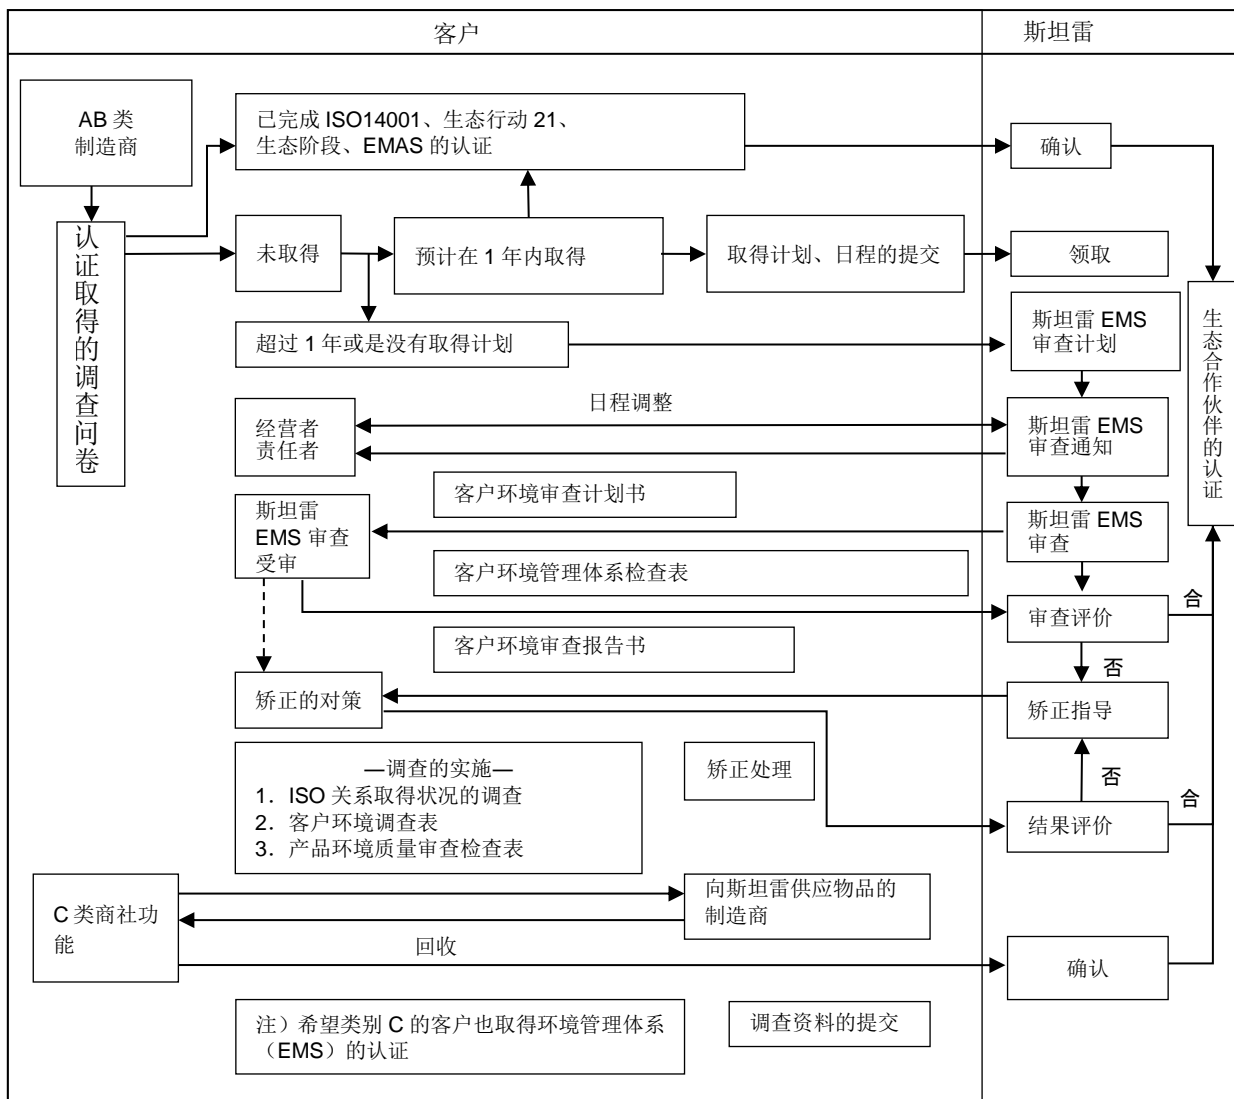 客户
斯坦雷
AB 类
制造商
已完成 ISO14001、生态行动 21、
生态阶段、EMAS 的认证
确认
认证取得的调查问卷
未取得
预计在 1 年内取得
取得计划、日程的提交
领取
生态合作伙伴的认证
超过 1 年或是没有取得计划
斯坦雷 EMS
审查计划
日程调整
经营者
责任者
斯坦雷 EMS
审查通知
客户环境审查计划书
斯坦雷
EMS 审查
受审
斯坦雷 EMS
审查
客户环境管理体系检查表
审查评价
合
客户环境审查报告书
否
矫正的对策
矫正指导
—调查的实施—
1．ISO 关系取得状况的调查
2．客户环境调查表
3．产品环境质量审查检查表
矫正处理
否
合
结果评价
C 类商社功
能
向斯坦雷供应物品的
制造商
回收
确认
注）希望类别 C 的客户也取得环境管理体系
（EMS）的认证
调查资料的提交